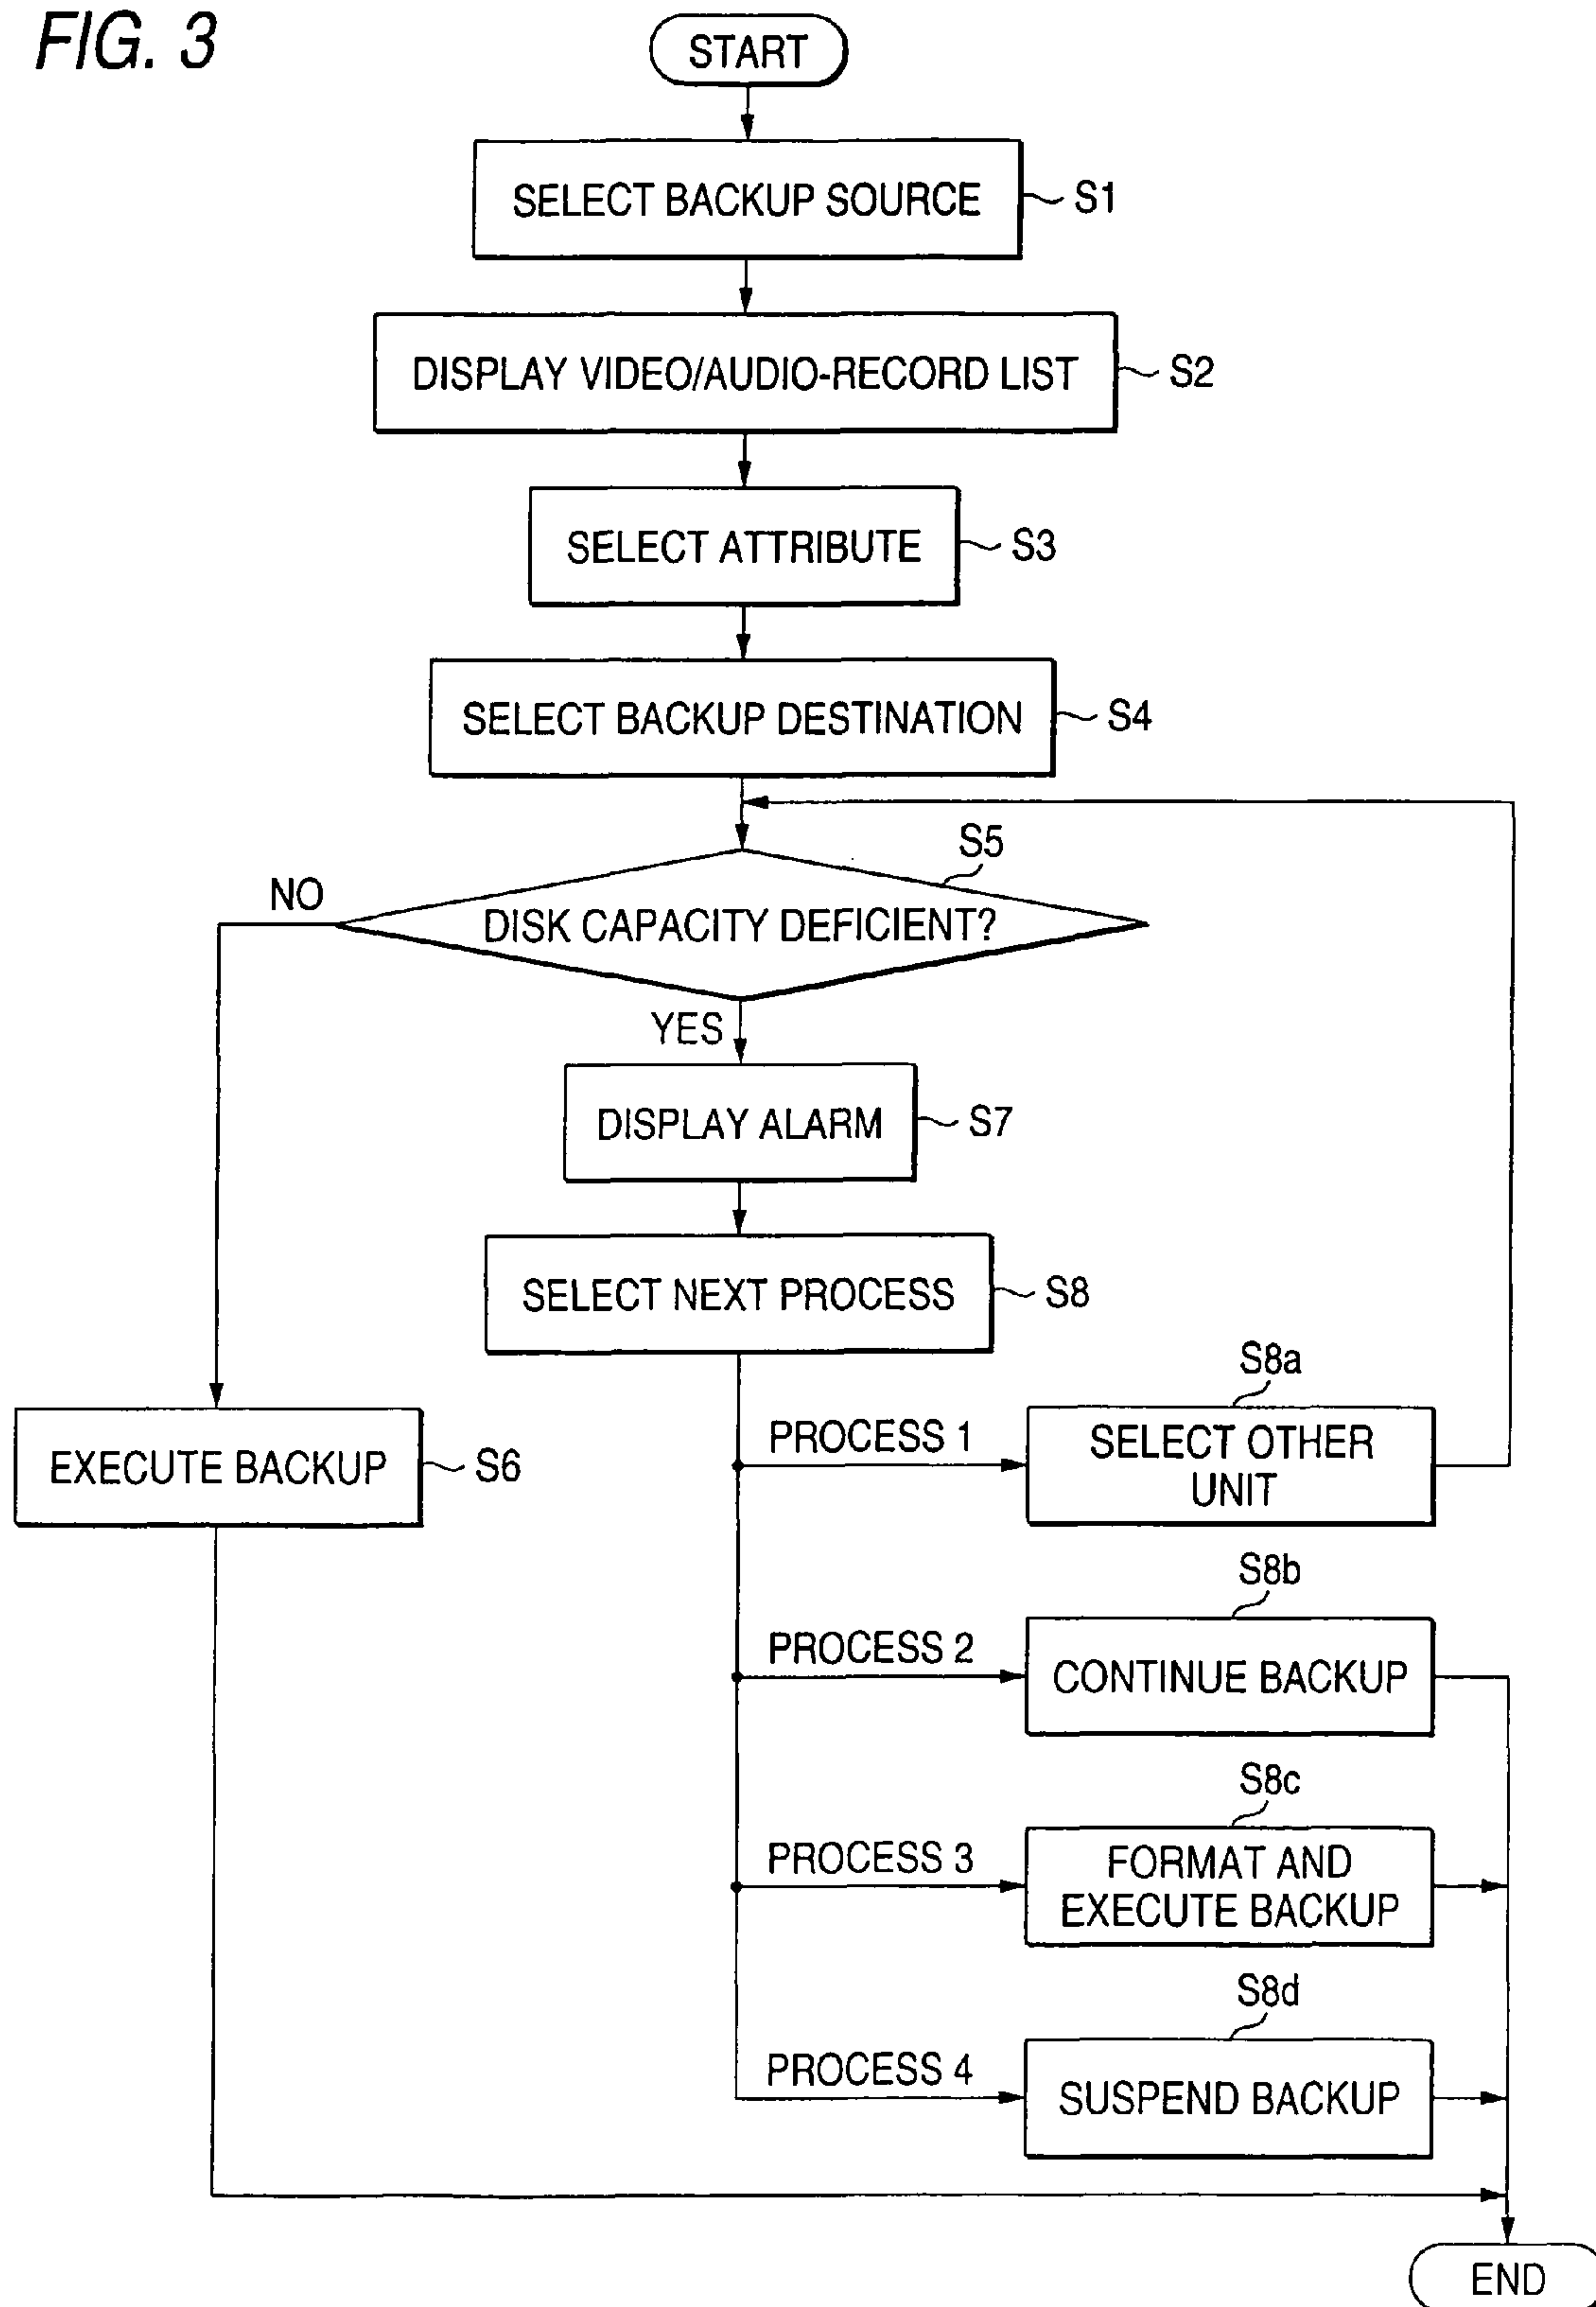 FIG. 3
START
SELECT BACKUP SOURCE
S1
DISPLAY VIDEO/AUDIO-RECORD LIST
S2
SELECT ATTRIBUTE
S3
SELECT BACKUP DESTINATION
S4
S5
NO
DISK CAPACITY DEFICIENT?
YES
DISPLAY ALARM
S7
SELECT NEXT PROCESS
S8
S8a
PROCESS 1
SELECT OTHER
UNIT
EXECUTE BACKUP
S6
S8b
PROCESS 2
CONTINUE BACKUP
S8c
PROCESS 3
FORMAT AND
EXECUTE BACKUP
S8d
PROCESS 4
SUSPEND BACKUP
END